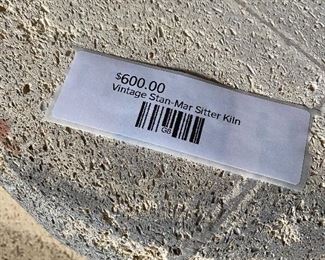 $600.00
Vintage Stan-Mar Sitter Kiln
GB